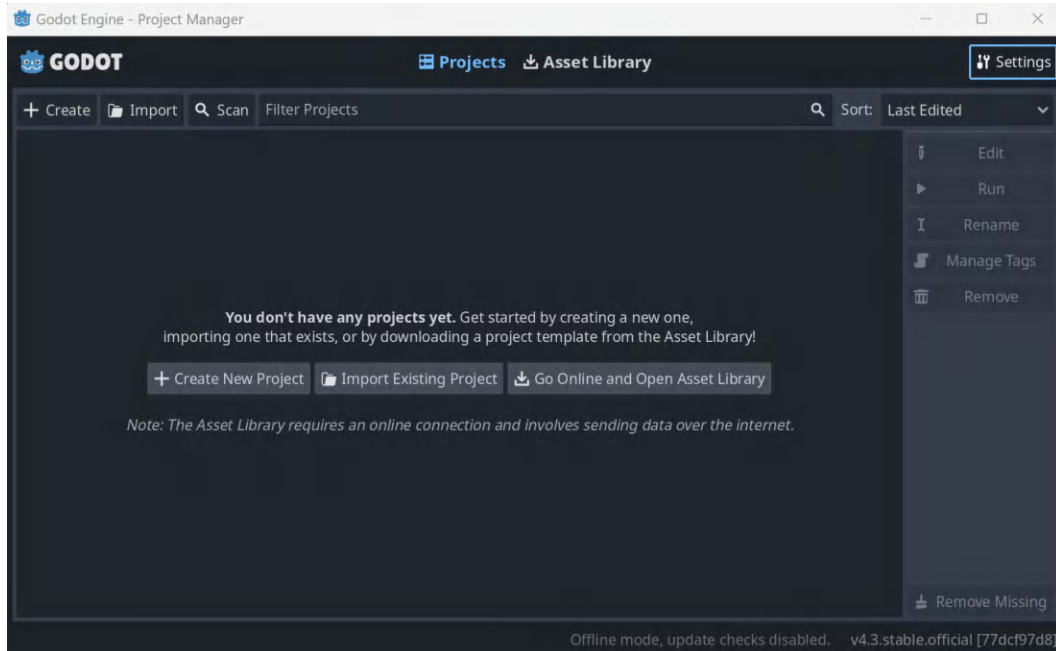 Godot Engine - Project Manager
GODOT
Projects Asset Library
Settings
Create Import Scan Filter Projects Sort: Last Edited
Edit
Run
Rename
Manage Tags
Remove
You don't have any projects yet. Get started by creating a new one,
importing one that exists, or by downloading a project template from the Asset Library!
Create New Project Import Existing Project Go Online and Open Asset Library
Note: The Asset Library requires an online connection and involves sending data over the internet.
Remove Missing
Offline mode, update checks disabled. v4.3.stable.official [77dcf97d8]